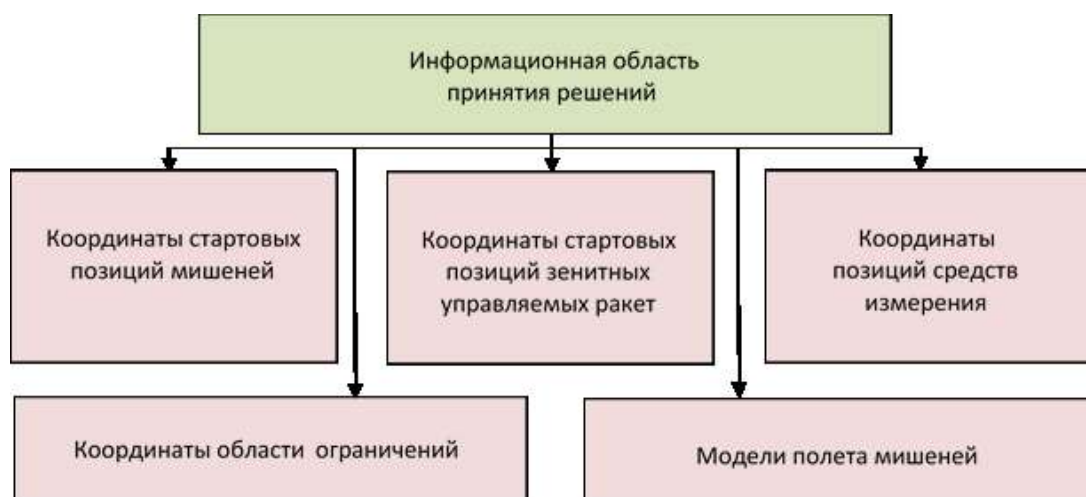 Информационная область
принятия решений
Координаты стартовых
позиций мишеней
Координаты стартовых
позиций зенитных
управляемых ракет
Координаты
позиций средств
измерения
Координаты области ограничений
Модели полета мишеней